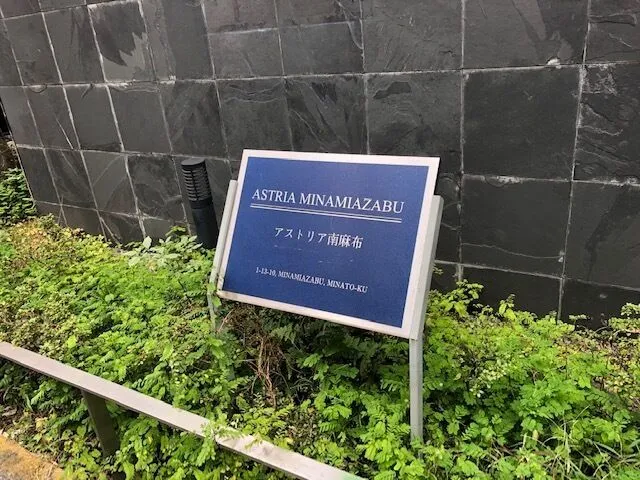 ASTRIA MINAMIAZABU
アストリア南麻布
1-13-10, MINAMIAZABU, MINATO-KU